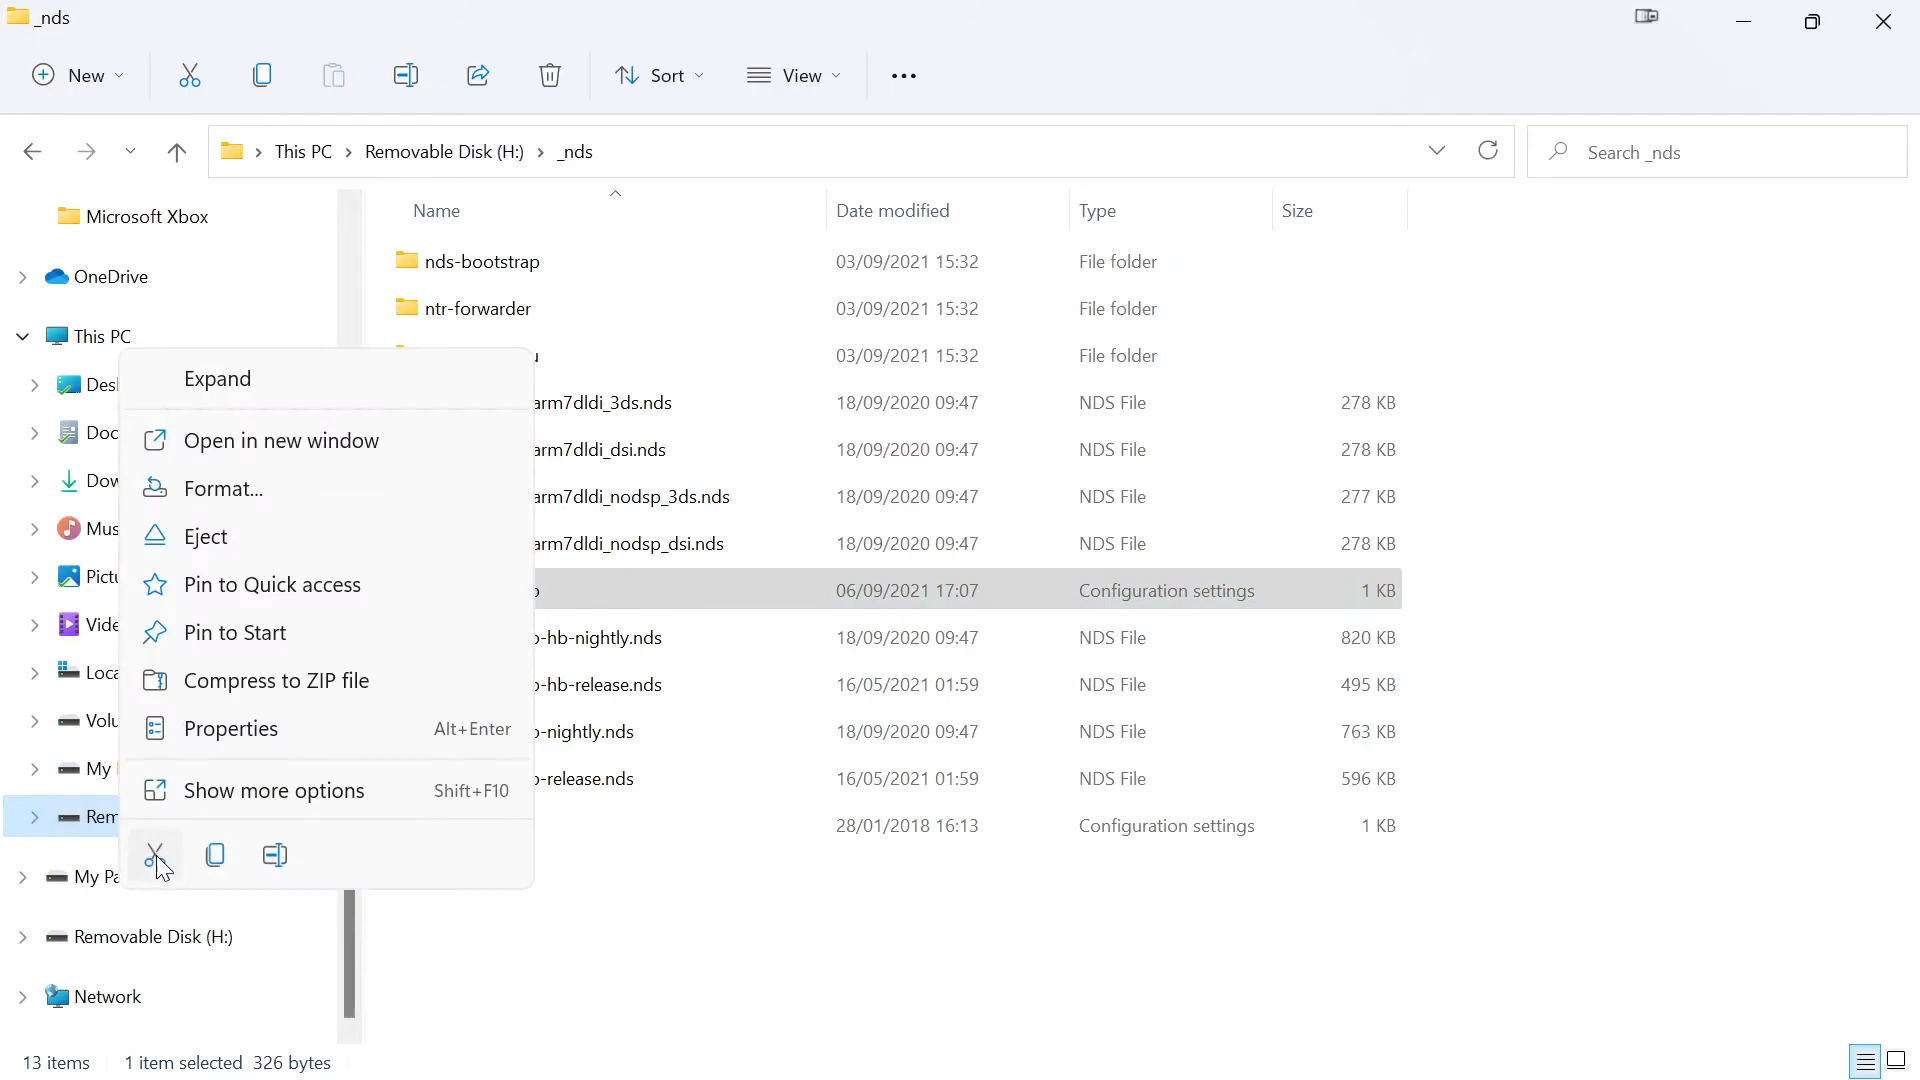 _nds
New
Sort
View
This PC > Removable Disk (H:) > _nds
Search _nds
Microsoft Xbox
OneDrive
This PC
Removable Disk (H:)
Network
Name Date modified Type Size
nds-bootstrap 03/09/2021 15:32 File folder
ntr-forwarder 03/09/2021 15:32 File folder
03/09/2021 15:32 File folder
arm7dldi_3ds.nds 18/09/2020 09:47 NDS File 278 KB
arm7dldi_dsi.nds 18/09/2020 09:47 NDS File 278 KB
arm7dldi_nodsp_3ds.nds 18/09/2020 09:47 NDS File 277 KB
arm7dldi_nodsp_dsi.nds 18/09/2020 09:47 NDS File 278 KB
06/09/2021 17:07 Configuration settings 1 KB
-hb-nightly.nds 18/09/2020 09:47 NDS File 820 KB
-hb-release.nds 16/05/2021 01:59 NDS File 495 KB
-nightly.nds 18/09/2020 09:47 NDS File 763 KB
-release.nds 16/05/2021 01:59 NDS File 596 KB
28/01/2018 16:13 Configuration settings 1 KB
Expand
Open in new window
Format...
Eject
Pin to Quick access
Pin to Start
Compress to ZIP file
Properties Alt+Enter
Show more options Shift+F10
13 items 1 item selected 326 bytes